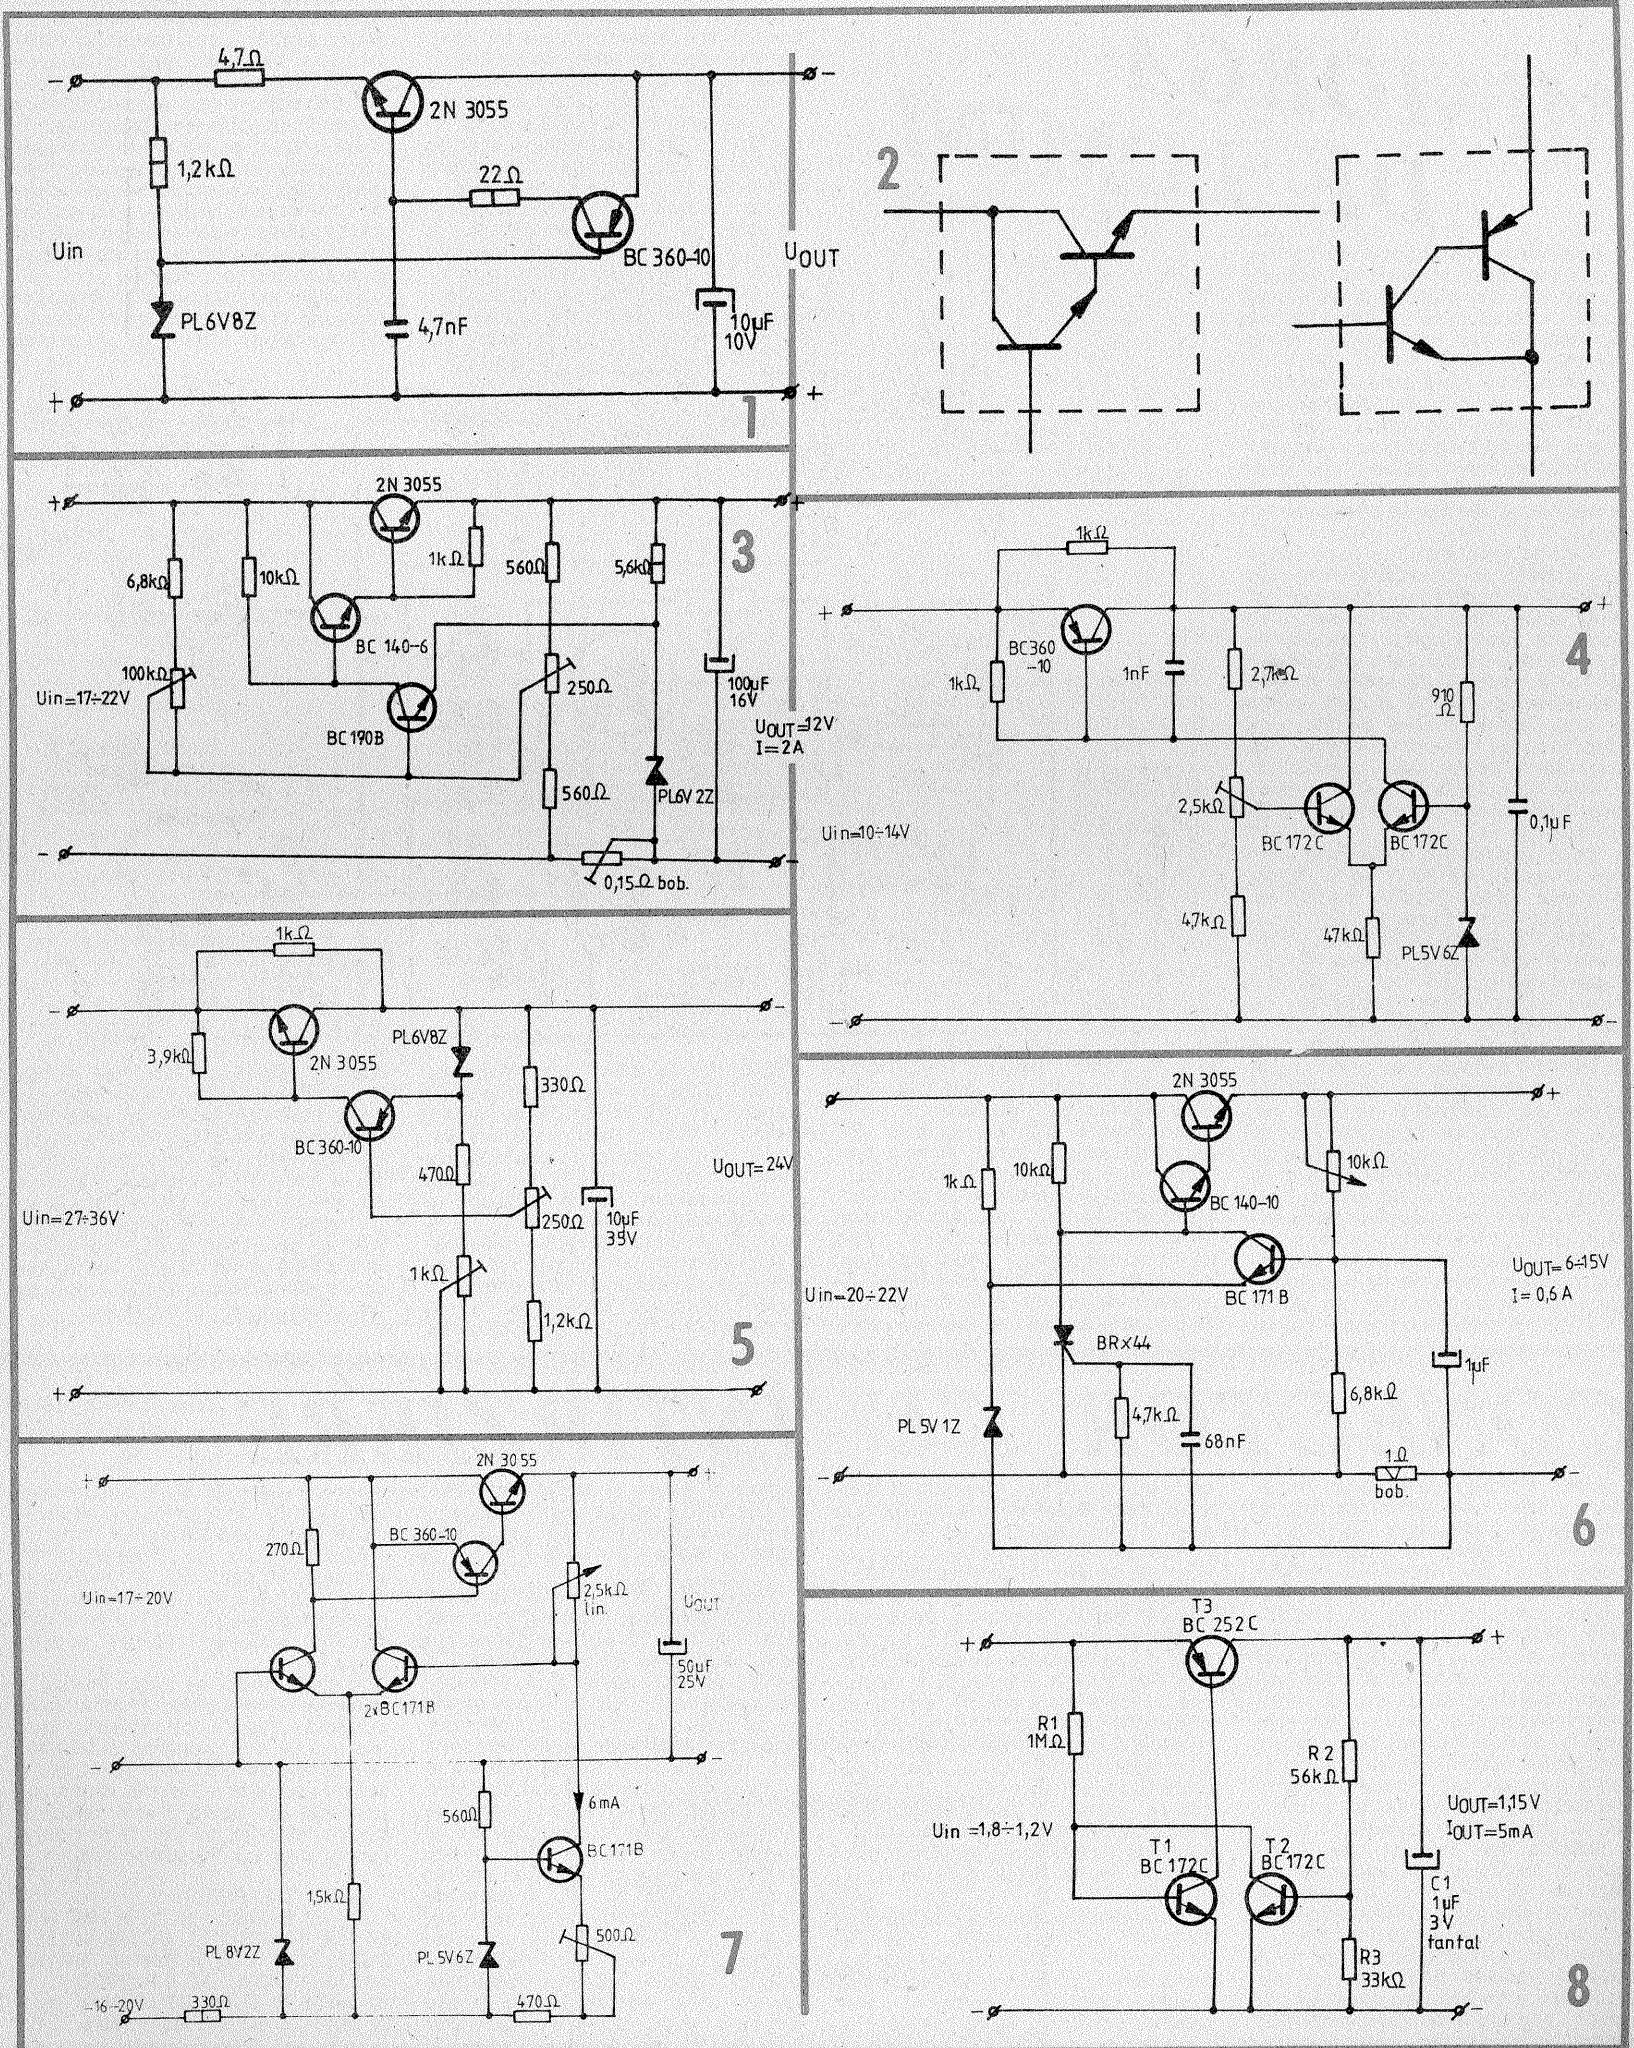 4,7Ω
2N 3055
1,2kΩ
22Ω
Uin
BC 360-10
UOUT
PL6V8Z
4,7nF
10µF
10V
1
2
2N 3055
6,8kΩ
10kΩ
1kΩ
560Ω
5,6kΩ
3
BC 140-6
100kΩ
Uin=17÷22V
250Ω
100µF
16V
BC 190B
UOUT=12V
I=2A
560Ω
PL6V2Z
0,15Ω bob.
1kΩ
BC360
-10
1kΩ
1nF
2,7kΩ
910
Ω
4
2,5kΩ
Uin=10÷14V
BC 172C
BC 172C
0,1µF
4,7kΩ
47kΩ
PL5V6Z
1kΩ
3,9kΩ
2N 3055
PL6V8Z
330Ω
BC 360-10
470Ω
UOUT=24V
Uin=27÷36V
250Ω
10µF
35V
1kΩ
1,2kΩ
5
2N 3055
1kΩ
10kΩ
10kΩ
BC 140-10
Uin=20÷22V
BC 171 B
UOUT=6÷15V
I=0,6 A
BRx44
1µF
PL 5V 1Z
4,7kΩ
6,8kΩ
68nF
1Ω
bob.
6
2N 3055
270Ω
BC 360-10
Uin=17÷20V
2,5kΩ
lin.
UOUT
50µF
25V
2xBC171B
560Ω
6mA
BC171B
1,5kΩ
PL 8V2Z
PL 5V6Z
500Ω
7
-16-20V
330Ω
470Ω
T3
BC 252C
R1
1MΩ
R2
56kΩ
Uin =1,8÷1,2V
UOUT=1,15V
IOUT=5mA
T1
BC 172C
T2
BC 172C
C1
1µF
3V
tantal
R3
33kΩ
8